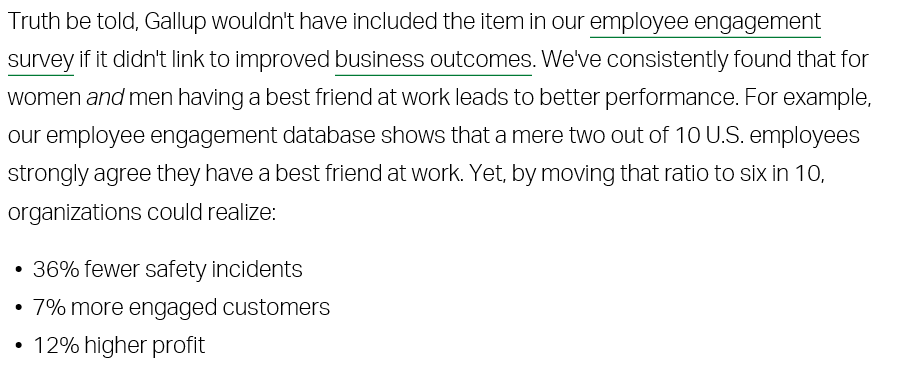 Truth be told, Gallup wouldn't have included the item in our employee engagement
survey if it didn't link to improved business outcomes. We've consistently found that for
women and men having a best friend at work leads to better performance. For example,
our employee engagement database shows that a mere two out of 10 U.S. employees
strongly agree they have a best friend at work. Yet, by moving that ratio to six in 10,
organizations could realize:
• 36% fewer safety incidents
• 7% more engaged customers
• 12% higher profit